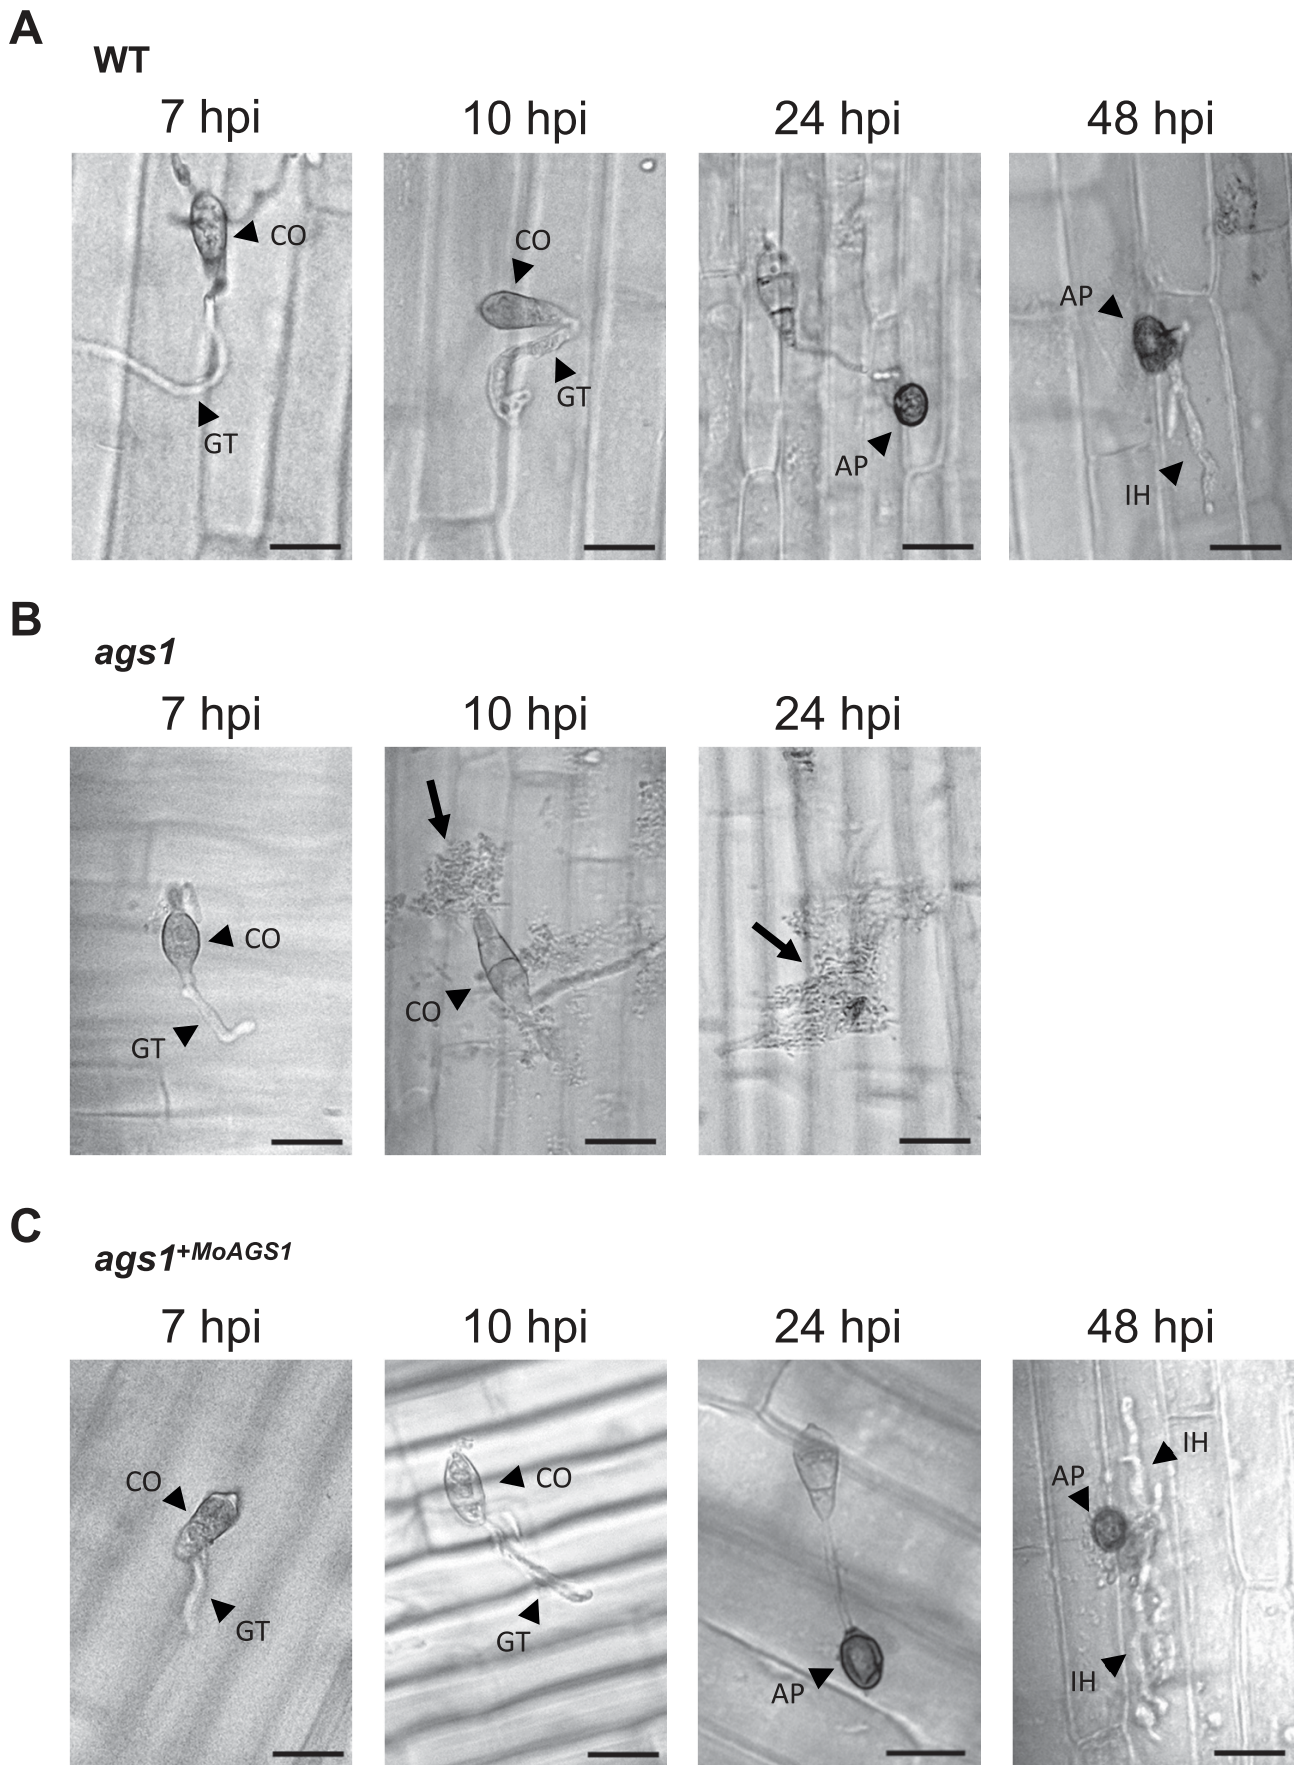 A
WT
7 hpi
10 hpi
24 hpi
48 hpi
CO
GT
CO
GT
AP
AP
IH
B
ags1
7 hpi
10 hpi
24 hpi
CO
GT
CO
C
ags1+MoAGS1
7 hpi
10 hpi
24 hpi
48 hpi
CO
GT
CO
GT
AP
IH
AP
IH